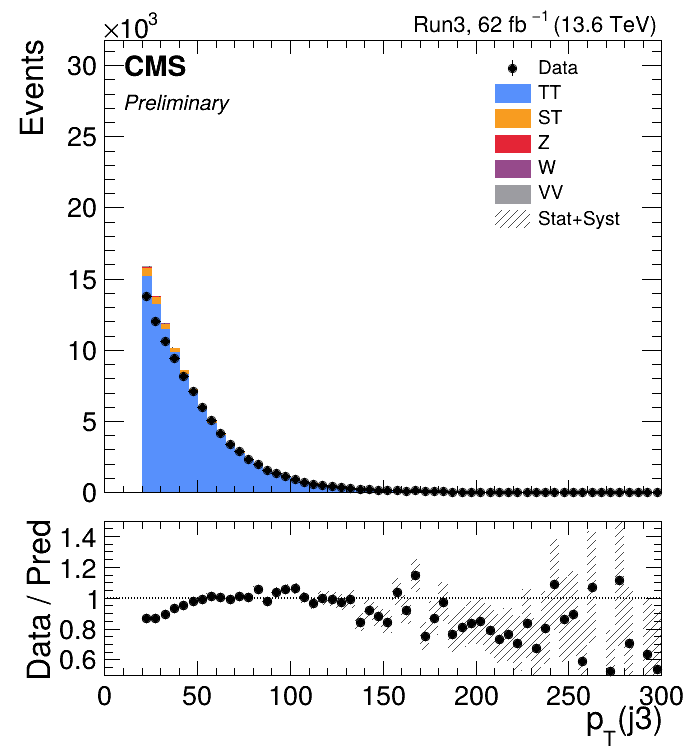 ×10³
Run3, 62 fb⁻¹ (13.6 TeV)
Events
CMS
Preliminary
Data
TT
ST
Z
W
VV
Stat+Syst
30
25
20
15
10
5
0
Data / Pred
1.4
1.2
1
0.8
0.6
0 50 100 150 200 250 300
p_T(j3)